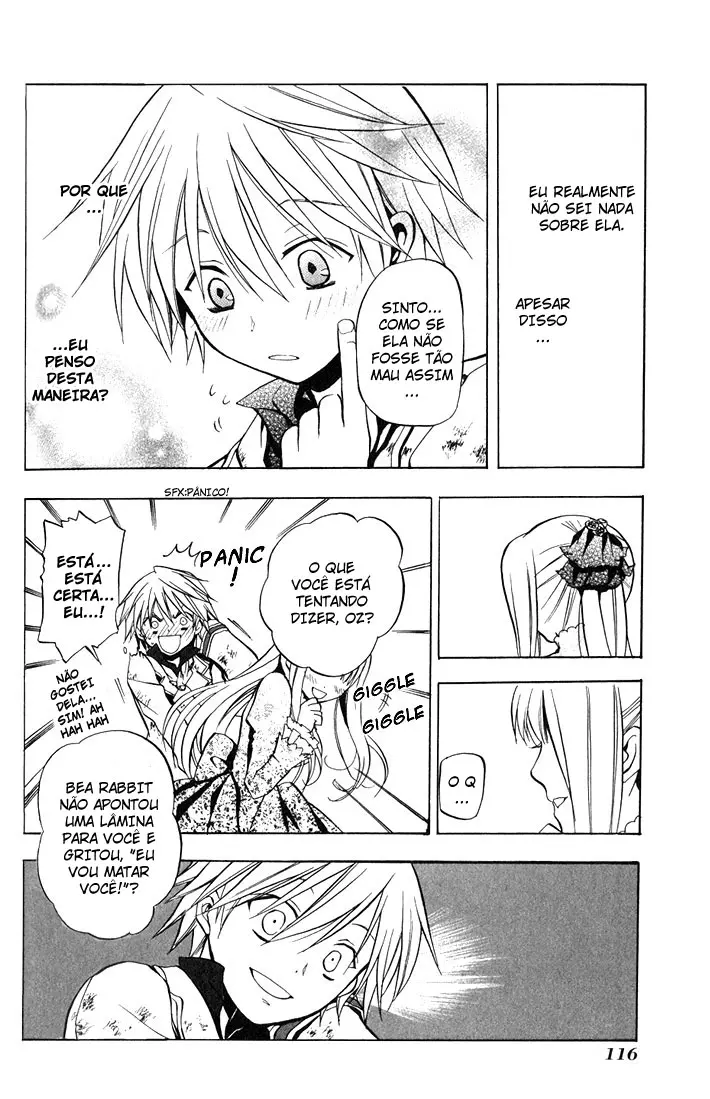 EU REALMENTE
NÃO SEI NADA
SOBRE ELA.
APESAR
DISSO
...
SINTO...
COMO SE
ELA NÃO
FOSSE TÃO
MAU ASSIM
...
POR QUE
...
...EU
PENSO
DESTA
MANEIRA?
O Q
...
SFX:PÂNICO!
PANIC
!
O QUE
VOCÊ ESTÁ
TENTANDO
DIZER, OZ?
GIGGLE
GIGGLE
ESTÁ...
ESTÁ
CERTA...
EU...!
NÃO
GOSTEI
DELA...
SIM! AH
HAH HAH
BEA RABBIT
NÃO APONTOU
UMA LÂMINA
PARA VOCÊ E
GRITOU, "EU
VOU MATAR
VOCÊ!"?
116